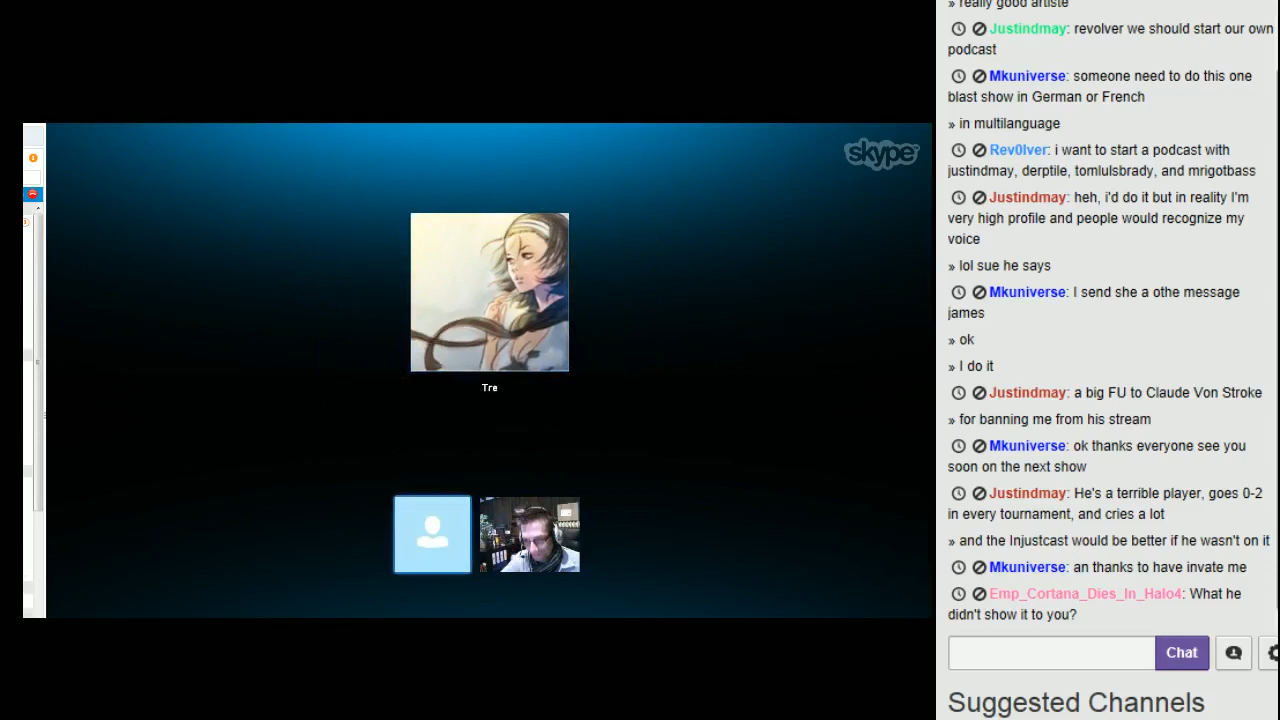 skype
Tre
» really good artiste
Justindmay: revolver we should start our own
podcast
Mkuniverse: someone need to do this one
blast show in German or French
» in multilanguage
Rev0lver: i want to start a podcast with
justindmay, derptile, tomlulsbrady, and mrigotbass
Justindmay: heh, i'd do it but in reality I'm
very high profile and people would recognize my
voice
» lol sue he says
Mkuniverse: I send she a othe message
james
» ok
» I do it
Justindmay: a big FU to Claude Von Stroke
» for banning me from his stream
Mkuniverse: ok thanks everyone see you
soon on the next show
Justindmay: He's a terrible player, goes 0-2
in every tournament, and cries a lot
» and the Injustcast would be better if he wasn't on it
Mkuniverse: an thanks to have invate me
Emp_Cortana_Dies_In_Halo4: What he
didn't show it to you?
Chat
Suggested Channels